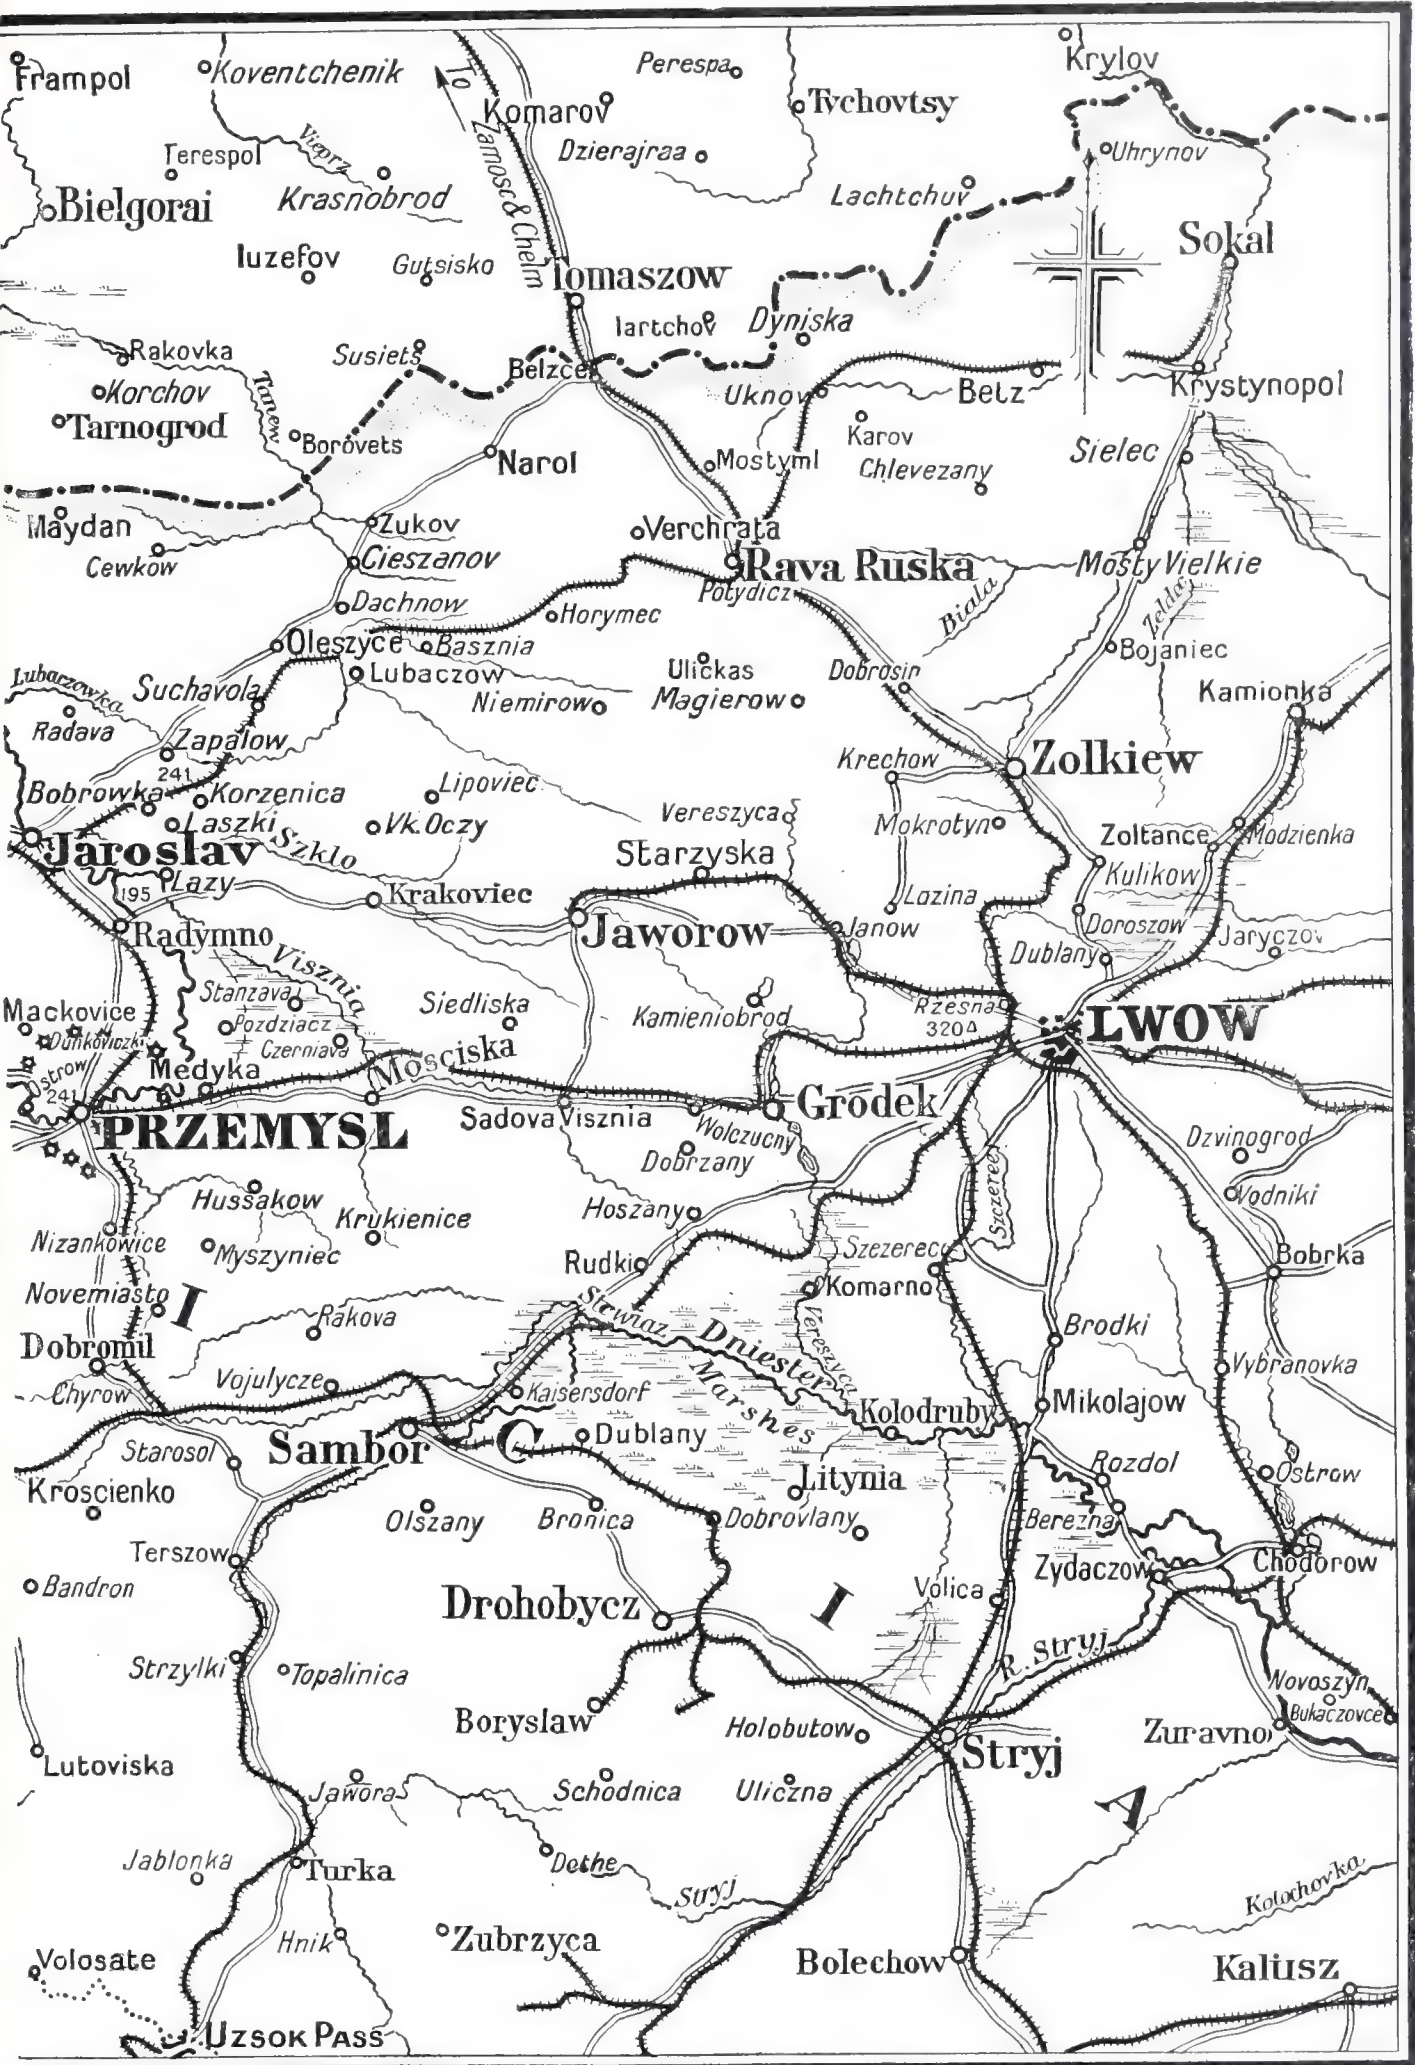 Frampol
Koventchenik
Perespa
Krylov
To
Zamosc & Chelm
Komarov
Tvchovtsy
Vieprz
Terespol
Dzierajraa
Uhrynov
Krasnobrod
Lachtchuv
Bielgorai
Sokal
Iuzefov
Gutsisko
Tomaszow
Iartchov
Dyniska
Rakovka
Susiets
Belzce
Korchov
Tanew
Uknov
Belz
Krystynopol
Tarnogrod
Borovets
Narol
Mostyml
Karov
Chlevezany
Sielec
Maydan
Zukov
Verchrata
Cewkow
Cieszanov
Rava Ruska
Mosty Vielkie
Potydicz
Biala
Dachnow
Horymec
Oleszyce
Basznia
Bojaniec
Lubarzowka
Suchavola
Lubaczow
Ulickas
Dobrosin
Kamionka
Niemirow
Magierow
Radava
Zapalow
241
Zolkiew
Krechow
Bobrowka
Korzenica
Lipoviec
Vereszyca
Mokrotyn
Laszki
Szklo
Vk. Oczy
Zoltance
Modzienka
Jaroslav
Starzyska
Kulikow
195
Lazy
Krakoviec
Lozina
Radymno
Jaworow
Janow
Doroszow
Jaryczov
Visznia
Dublany
Stanzava
Siedliska
Mackovice
Kamieniobrod
Rzesna
320Δ
Dunkoviczki
Pozdziacz
LWOW
Czerniava
Ostrow
241
Medyka
Mosciska
PRZEMYSL
Sadova Visznia
Grodek
Wolczucny
Dobrzany
Dzvinogrod
Hussakow
Szczerec
Vodniki
Krukienice
Hoszany
Nizankowice
Myszyniec
Szezerec
Rudki
Bobrka
Komarno
Novemiasto
I
Rakova
Strwiaz
Vereszyca
Dobromil
Dniester
Marshes
Brodki
Chyrow
Vojulycze
Kaisersdorf
Vybranovka
Kolodruby
Mikolajow
Sambor
C
Dublany
Starosol
Litynia
Rozdol
Ostrow
Kroscienko
Olszany
Bronica
Dobrovlany
Berezna
Terszow
Zydaczow
Chodorow
Bandron
Drohobycz
I
Volica
R. Stryj
Strzylki
Topalinica
Novoszyn
Bukaczovce
Boryslaw
Holobutow
Zuravno
Stryj
Lutoviska
Jawora
Schodnica
Uliczna
A
Jablonka
Turka
Dethe
Stryj
Kolochovka
Hnik
Zubrzyca
Volosate
Bolechow
Kalusz
UZSOK PASS